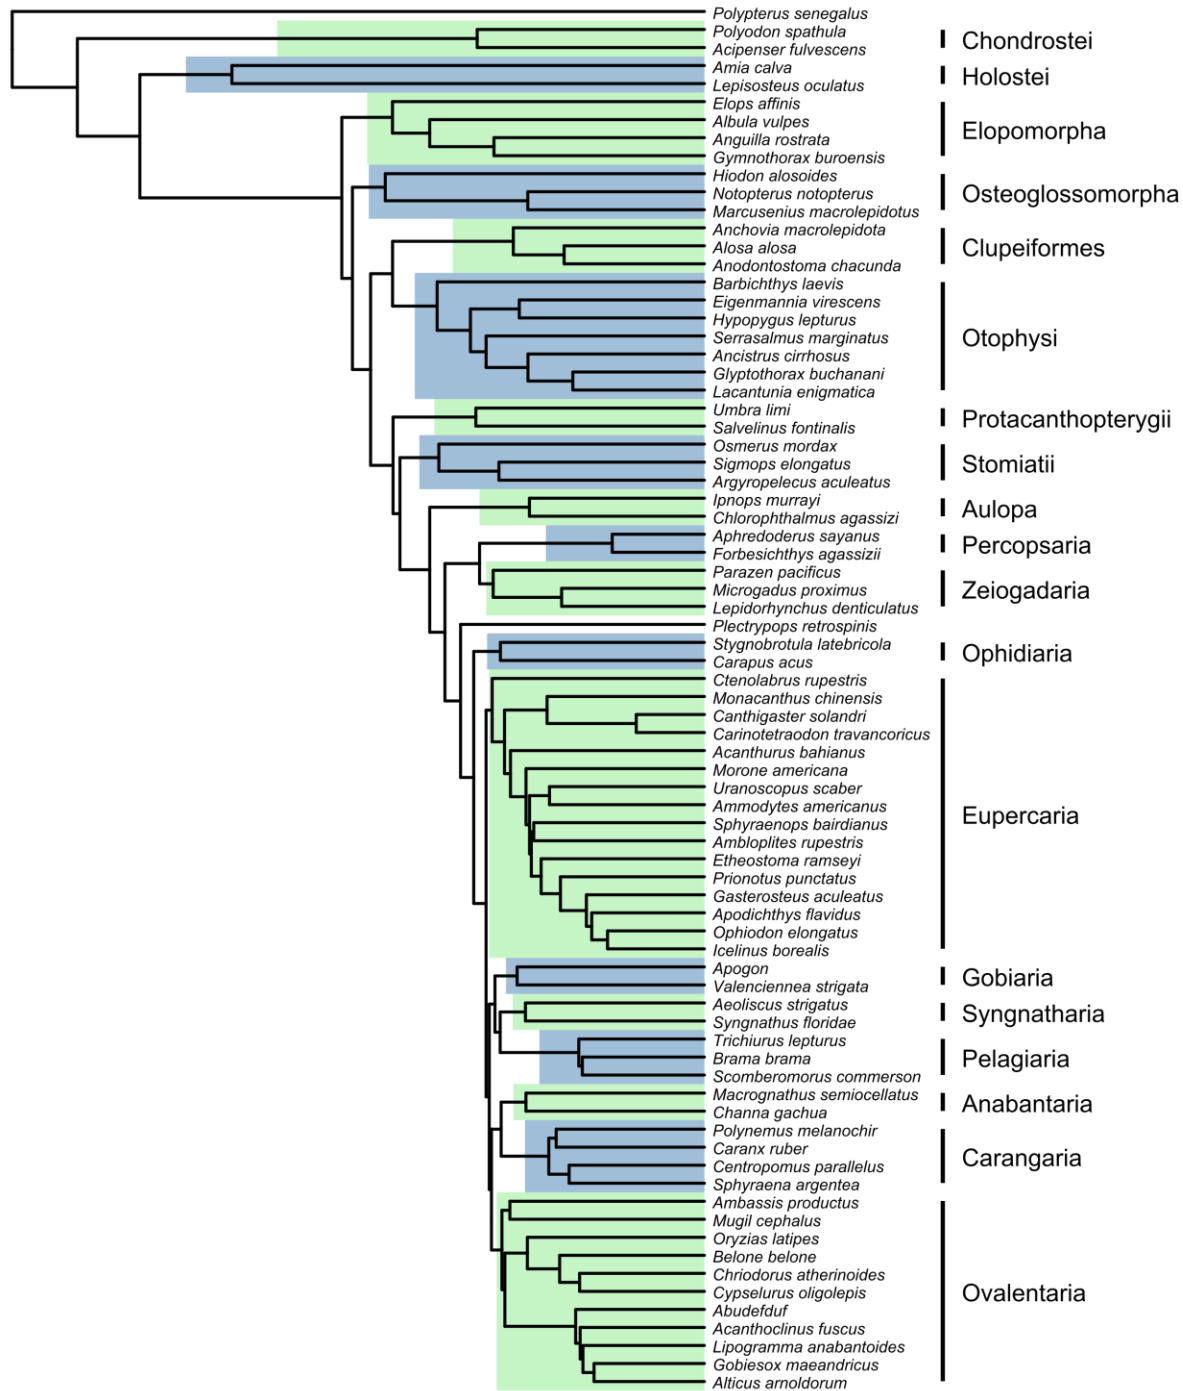 Polypterus senegalus
Polyodon spathula
Acipenser fulvescens
Chondrostei
Amia calva
Lepisosteus oculatus
Holostei
Elops affinis
Albula vulpes
Anguilla rostrata
Gymnothorax buroensis
Elopomorpha
Hiodon alosoides
Notopterus notopterus
Marcusenius macrolepidotus
Osteoglossomorpha
Anchovia macrolepidota
Alosa alosa
Anodontostoma chacunda
Clupeiformes
Barbichthys laevis
Eigenmannia virescens
Hypopygus lepturus
Serrasalmus marginatus
Ancistrus cirrhosus
Glyptothorax buchanani
Lacantunia enigmatica
Otophysi
Umbra limi
Salvelinus fontinalis
Protacanthopterygii
Osmerus mordax
Sigmops elongatus
Argyropelecus aculeatus
Stomiatii
Ipnops murrayi
Chlorophthalmus agassizi
Aulopa
Aphredoderus sayanus
Forbesichthys agassizii
Percopsaria
Parazen pacificus
Microgadus proximus
Lepidorhynchus denticulatus
Zeiogadaria
Plectrypops retrospinis
Stygnobrotula latebricola
Carapus acus
Ophidiaria
Ctenolabrus rupestris
Monacanthus chinensis
Canthigaster solandri
Carinotetraodon travancoricus
Acanthurus bahianus
Morone americana
Uranoscopus scaber
Ammodytes americanus
Sphyraenops bairdianus
Ambloplites rupestris
Etheostoma ramseyi
Prionotus punctatus
Gasterosteus aculeatus
Apodichthys flavidus
Ophiodon elongatus
Icelinus borealis
Eupercaria
Apogon
Valenciennea strigata
Gobiaria
Aeoliscus strigatus
Syngnathus floridae
Syngnatharia
Trichiurus lepturus
Brama brama
Scomberomorus commerson
Pelagiaria
Macrognathus semiocellatus
Channa gachua
Anabantaria
Polynemus melanochir
Caranx ruber
Centropomus parallelus
Sphyraena argentea
Carangaria
Ambassis productus
Mugil cephalus
Oryzias latipes
Belone belone
Chriodorus atherinoides
Cypselurus oligolepis
Abudefduf
Acanthoclinus fuscus
Lipogramma anabantoides
Gobiesox maeandricus
Alticus arnoldorum
Ovalentaria